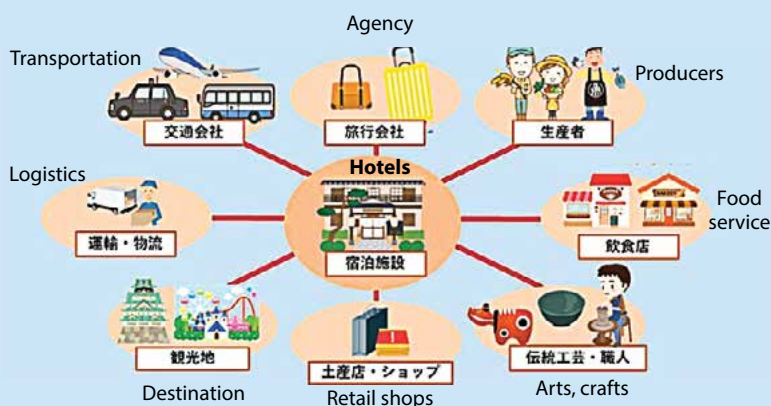 Agency
Transportation
Producers
交通会社
旅行会社
生産者
Logistics
Hotels
Food
service
運輸・物流
宿泊施設
飲食店
観光地
土産店・ショップ
伝統工芸・職人
Destination
Retail shops
Arts, crafts